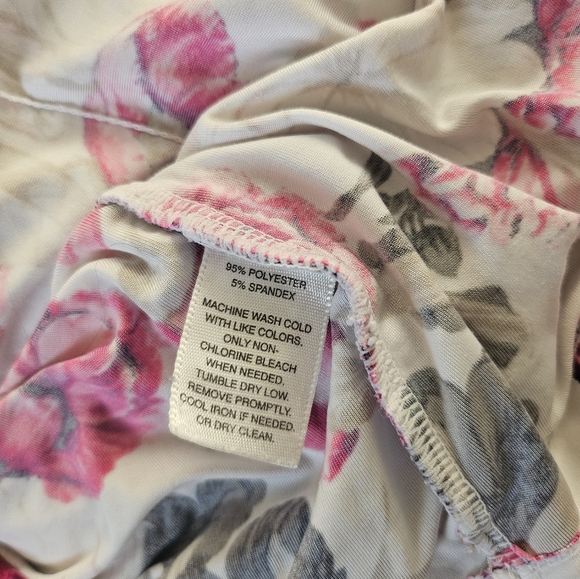 95% POLYESTER
5% SPANDEX
MACHINE WASH COLD
WITH LIKE COLORS.
ONLY NON-
CHLORINE BLEACH
WHEN NEEDED.
TUMBLE DRY LOW.
REMOVE PROMPTLY.
COOL IRON IF NEEDED.
OR DRY CLEAN.